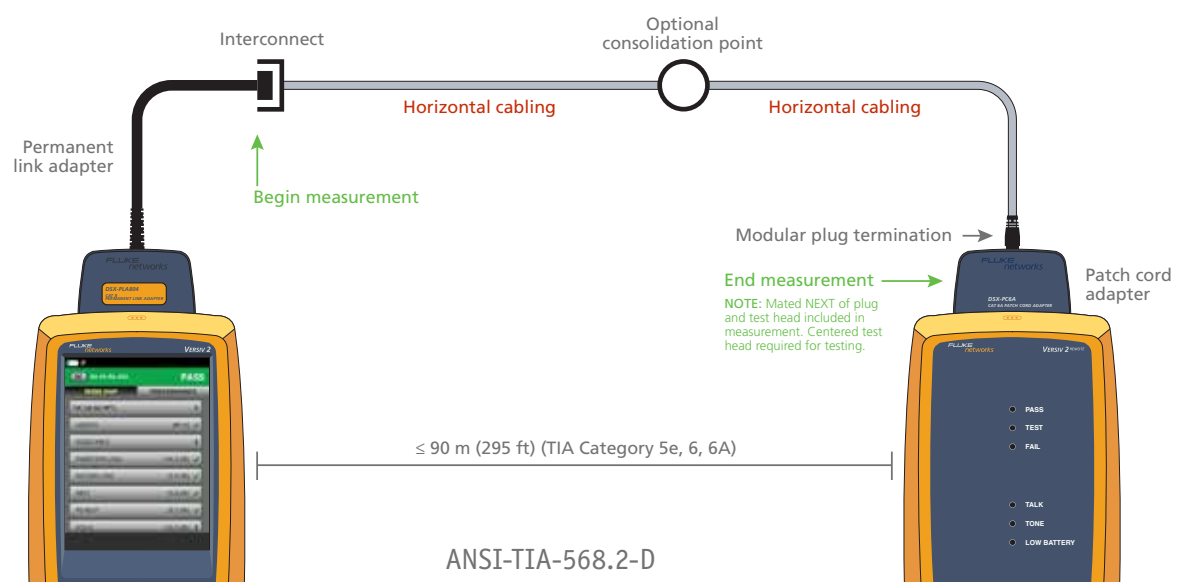 Optional
consolidation point
Interconnect
Horizontal cabling
Horizontal cabling
Permanent
link adapter
Begin measurement
Modular plug termination
End measurement
NOTE: Mated NEXT of plug
and test head included in
measurement. Centered test
head required for testing.
Patch cord
adapter
FLUKE
networks
DSX-PLA804
PERMANENT LINK ADAPTER
FLUKE
networks
DSX-PC6A
CAT 6A PATCH CORD ADAPTER
FLUKE
networks
VERSIV 2
PASS
FLUKE
networks
VERSIV 2 REMOTE
PASS
TEST
FAIL
TALK
TONE
LOW BATTERY
≤ 90 m (295 ft) (TIA Category 5e, 6, 6A)
ANSI-TIA-568.2-D